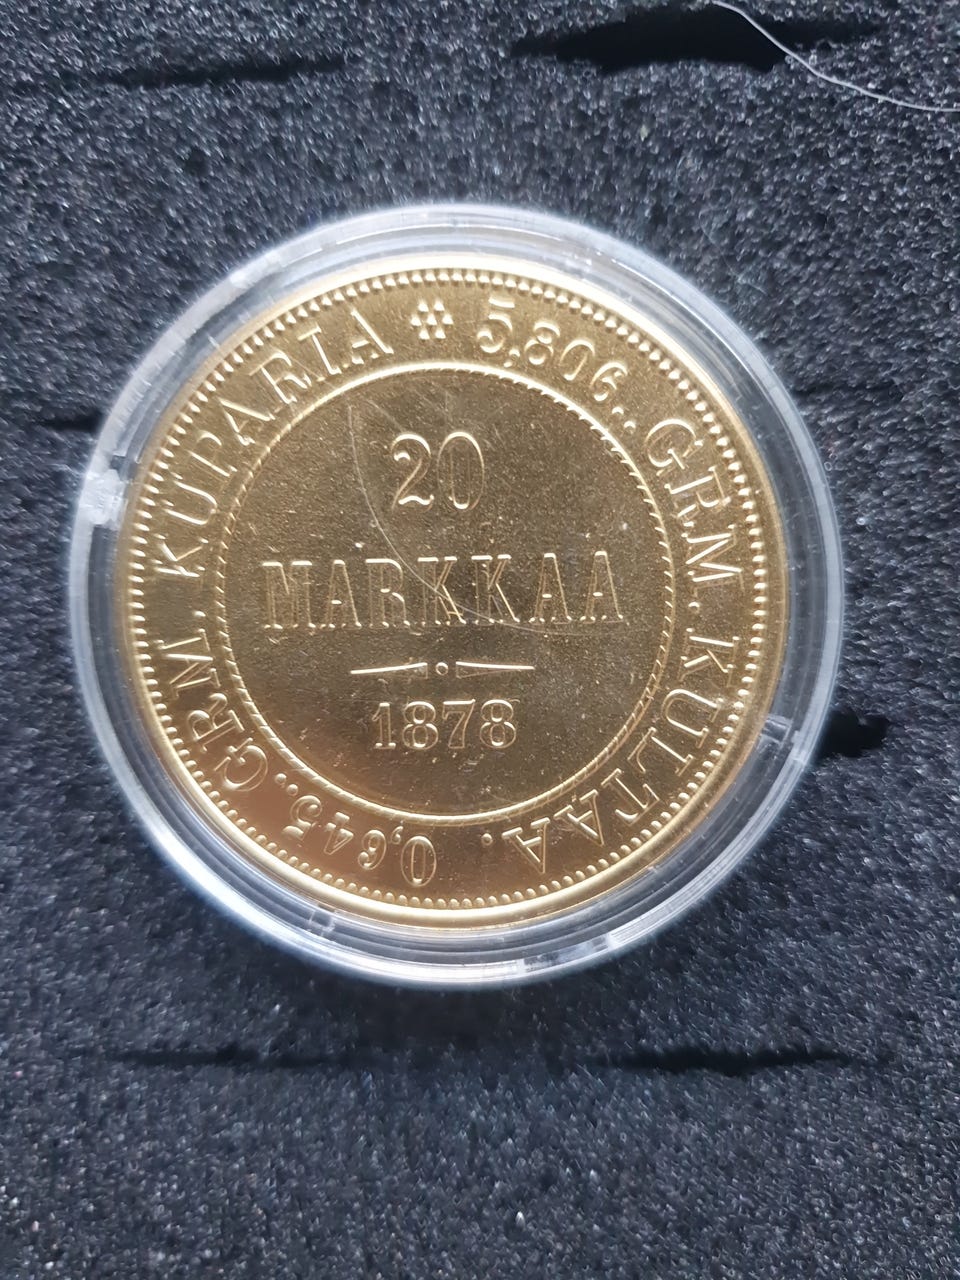 5,806..GRM.KULTAA. 0,645..GRM.KUPARIA
20
MARKKAA
1878